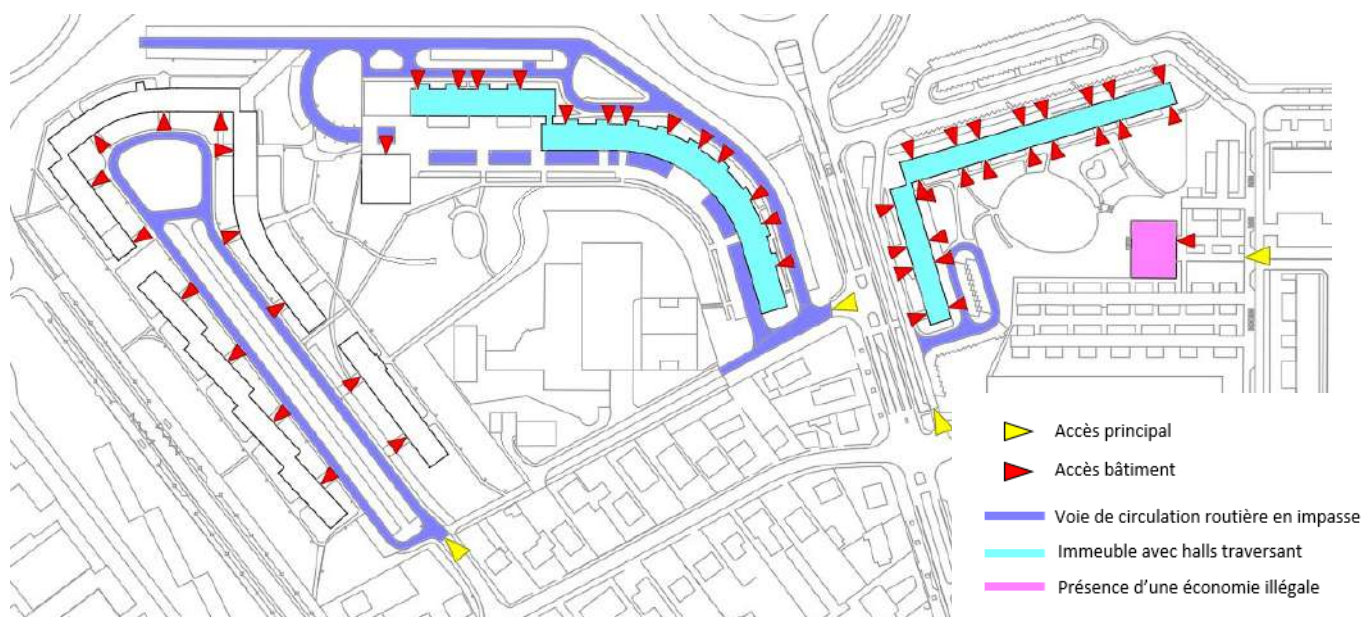 Accès principal
Accès bâtiment
Voie de circulation routière en impasse
Immeuble avec halls traversant
Présence d'une économie illégale